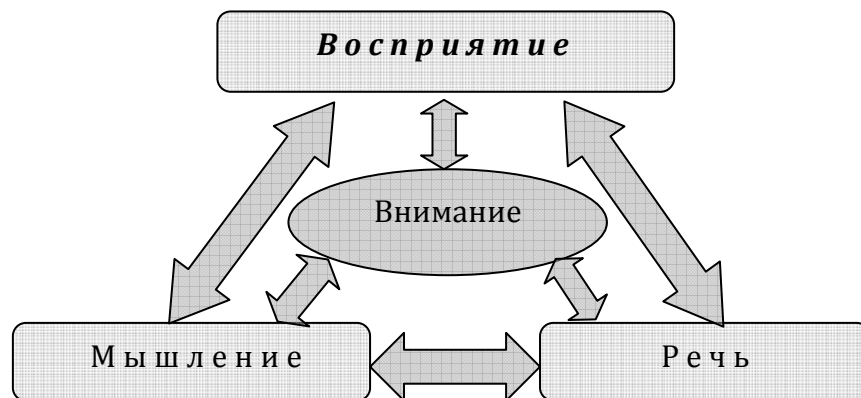 Восприятие
Внимание
Мышление
Речь